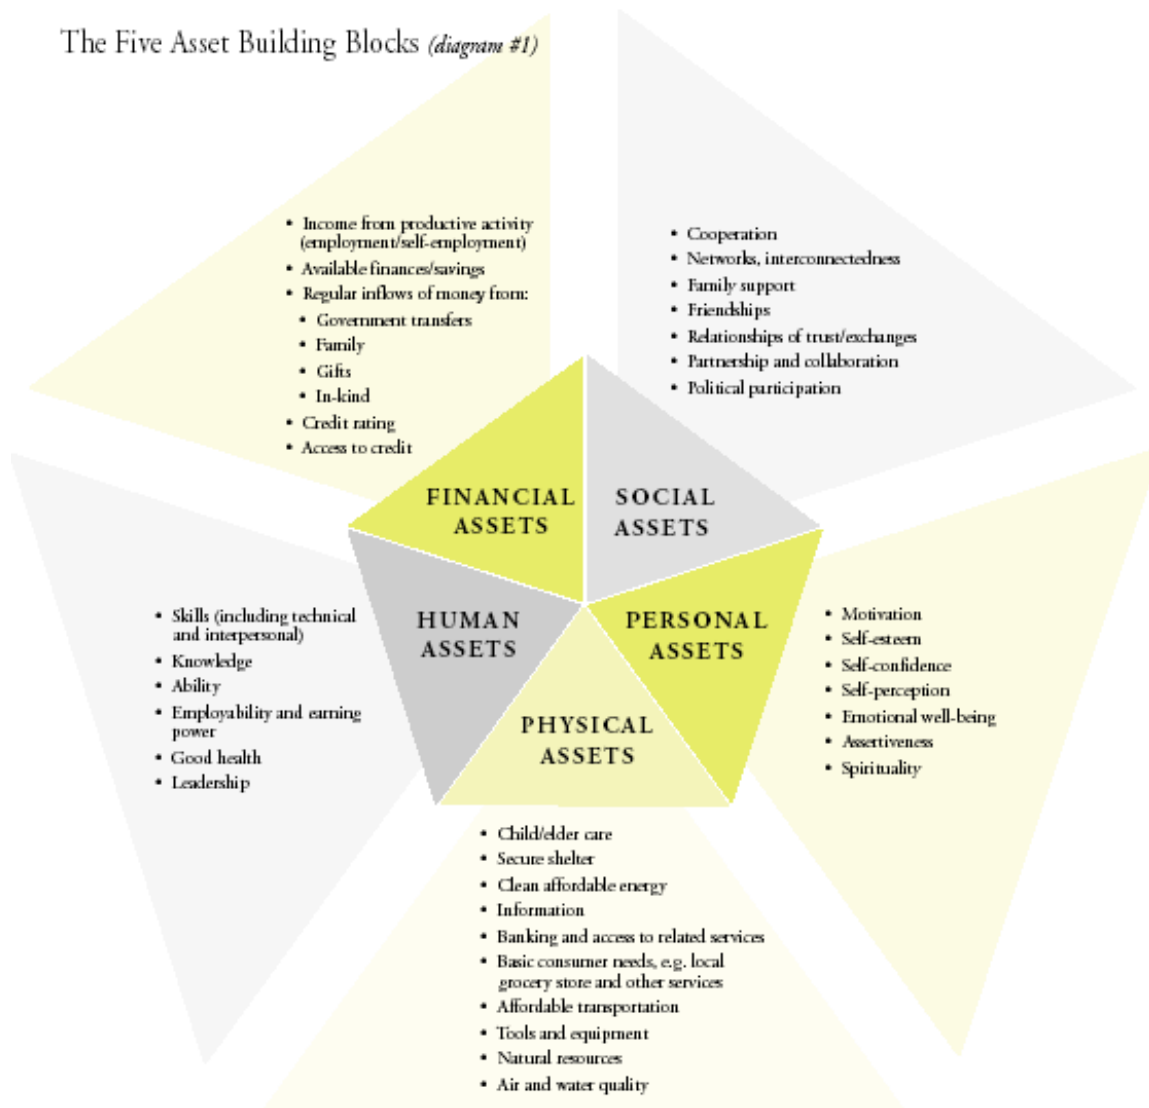 The Five Asset Building Blocks (diagram #1)
• Income from productive activity
(employment/self-employment)
• Available finances/savings
• Regular inflows of money from:
• Government transfers
• Family
• Gifts
• In-kind
• Credit rating
• Access to credit
• Cooperation
• Networks, interconnectedness
• Family support
• Friendships
• Relationships of trust/exchanges
• Partnership and collaboration
• Political participation
FINANCIAL
ASSETS
SOCIAL
ASSETS
HUMAN
ASSETS
PERSONAL
ASSETS
PHYSICAL
ASSETS
• Skills (including technical
and interpersonal)
• Knowledge
• Ability
• Employability and earning
power
• Good health
• Leadership
• Motivation
• Self-esteem
• Self-confidence
• Self-perception
• Emotional well-being
• Assertiveness
• Spirituality
• Child/elder care
• Secure shelter
• Clean affordable energy
• Information
• Banking and access to related services
• Basic consumer needs, e.g. local
grocery store and other services
• Affordable transportation
• Tools and equipment
• Natural resources
• Air and water quality